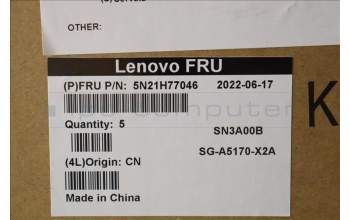 OTHER:
Lenovo FRU
(P)FRU P/N: 5N21H77046 2022-06-17
Quantity: 5 SN3A00B
SG-A5170-X2A
(4L)Origin: CN
Made in China
K